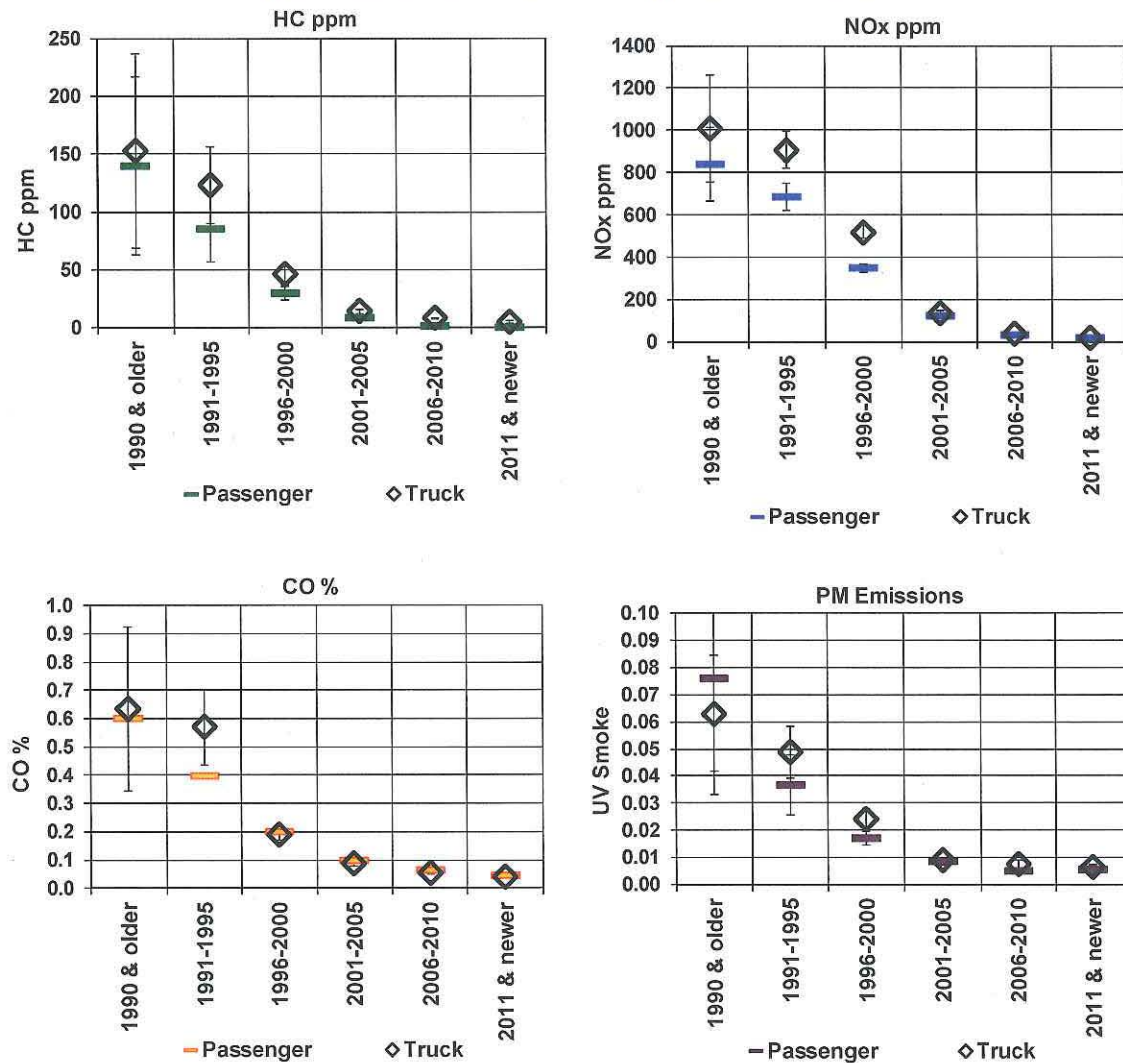 HC ppm
HC ppm
250
200
150
100
50
0
1990 & older
1991-1995
1996-2000
2001-2005
2006-2010
2011 & newer
Passenger Truck
NOx ppm
NOx ppm
1400
1200
1000
800
600
400
200
0
1990 & older
1991-1995
1996-2000
2001-2005
2006-2010
2011 & newer
Passenger Truck
CO %
CO %
1.0
0.9
0.8
0.7
0.6
0.5
0.4
0.3
0.2
0.1
0.0
1990 & older
1991-1995
1996-2000
2001-2005
2006-2010
2011 & newer
Passenger Truck
PM Emissions
UV Smoke
0.10
0.09
0.08
0.07
0.06
0.05
0.04
0.03
0.02
0.01
0.00
1990 & older
1991-1995
1996-2000
2001-2005
2006-2010
2011 & newer
Passenger Truck